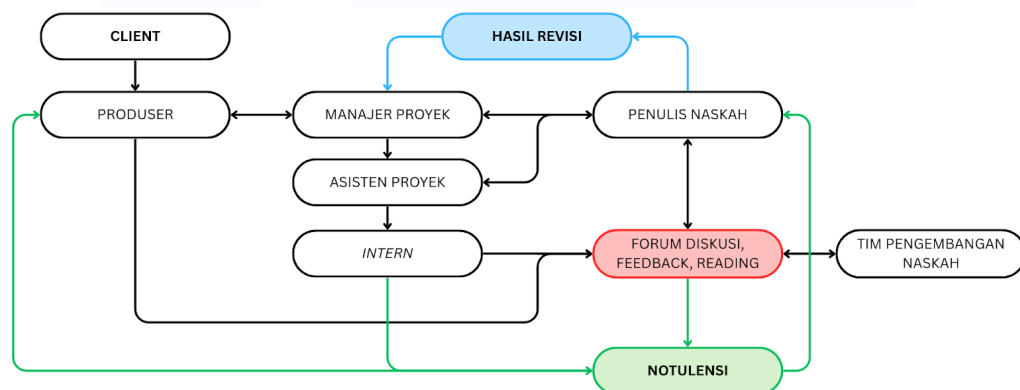 CLIENT
HASIL REVISI
PRODUSER
MANAJER PROYEK
PENULIS NASKAH
ASISTEN PROYEK
INTERN
FORUM DISKUSI,
FEEDBACK, READING
TIM PENGEMBANGAN
NASKAH
NOTULENSI